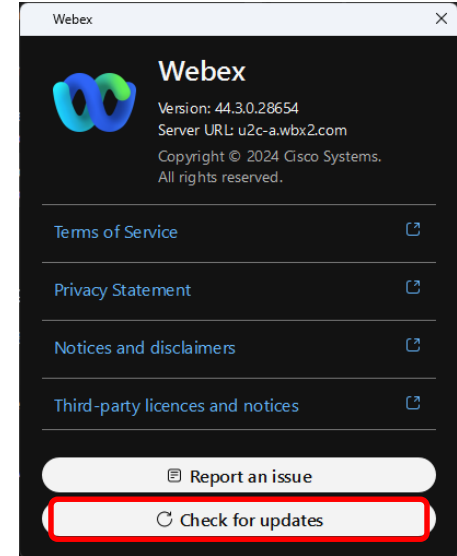 Webex
Webex
Version: 44.3.0.28654
Server URL: u2c-a.wbx2.com
Copyright © 2024 Cisco Systems.
All rights reserved.
Terms of Service
Privacy Statement
Notices and disclaimers
Third-party licences and notices
Report an issue
Check for updates